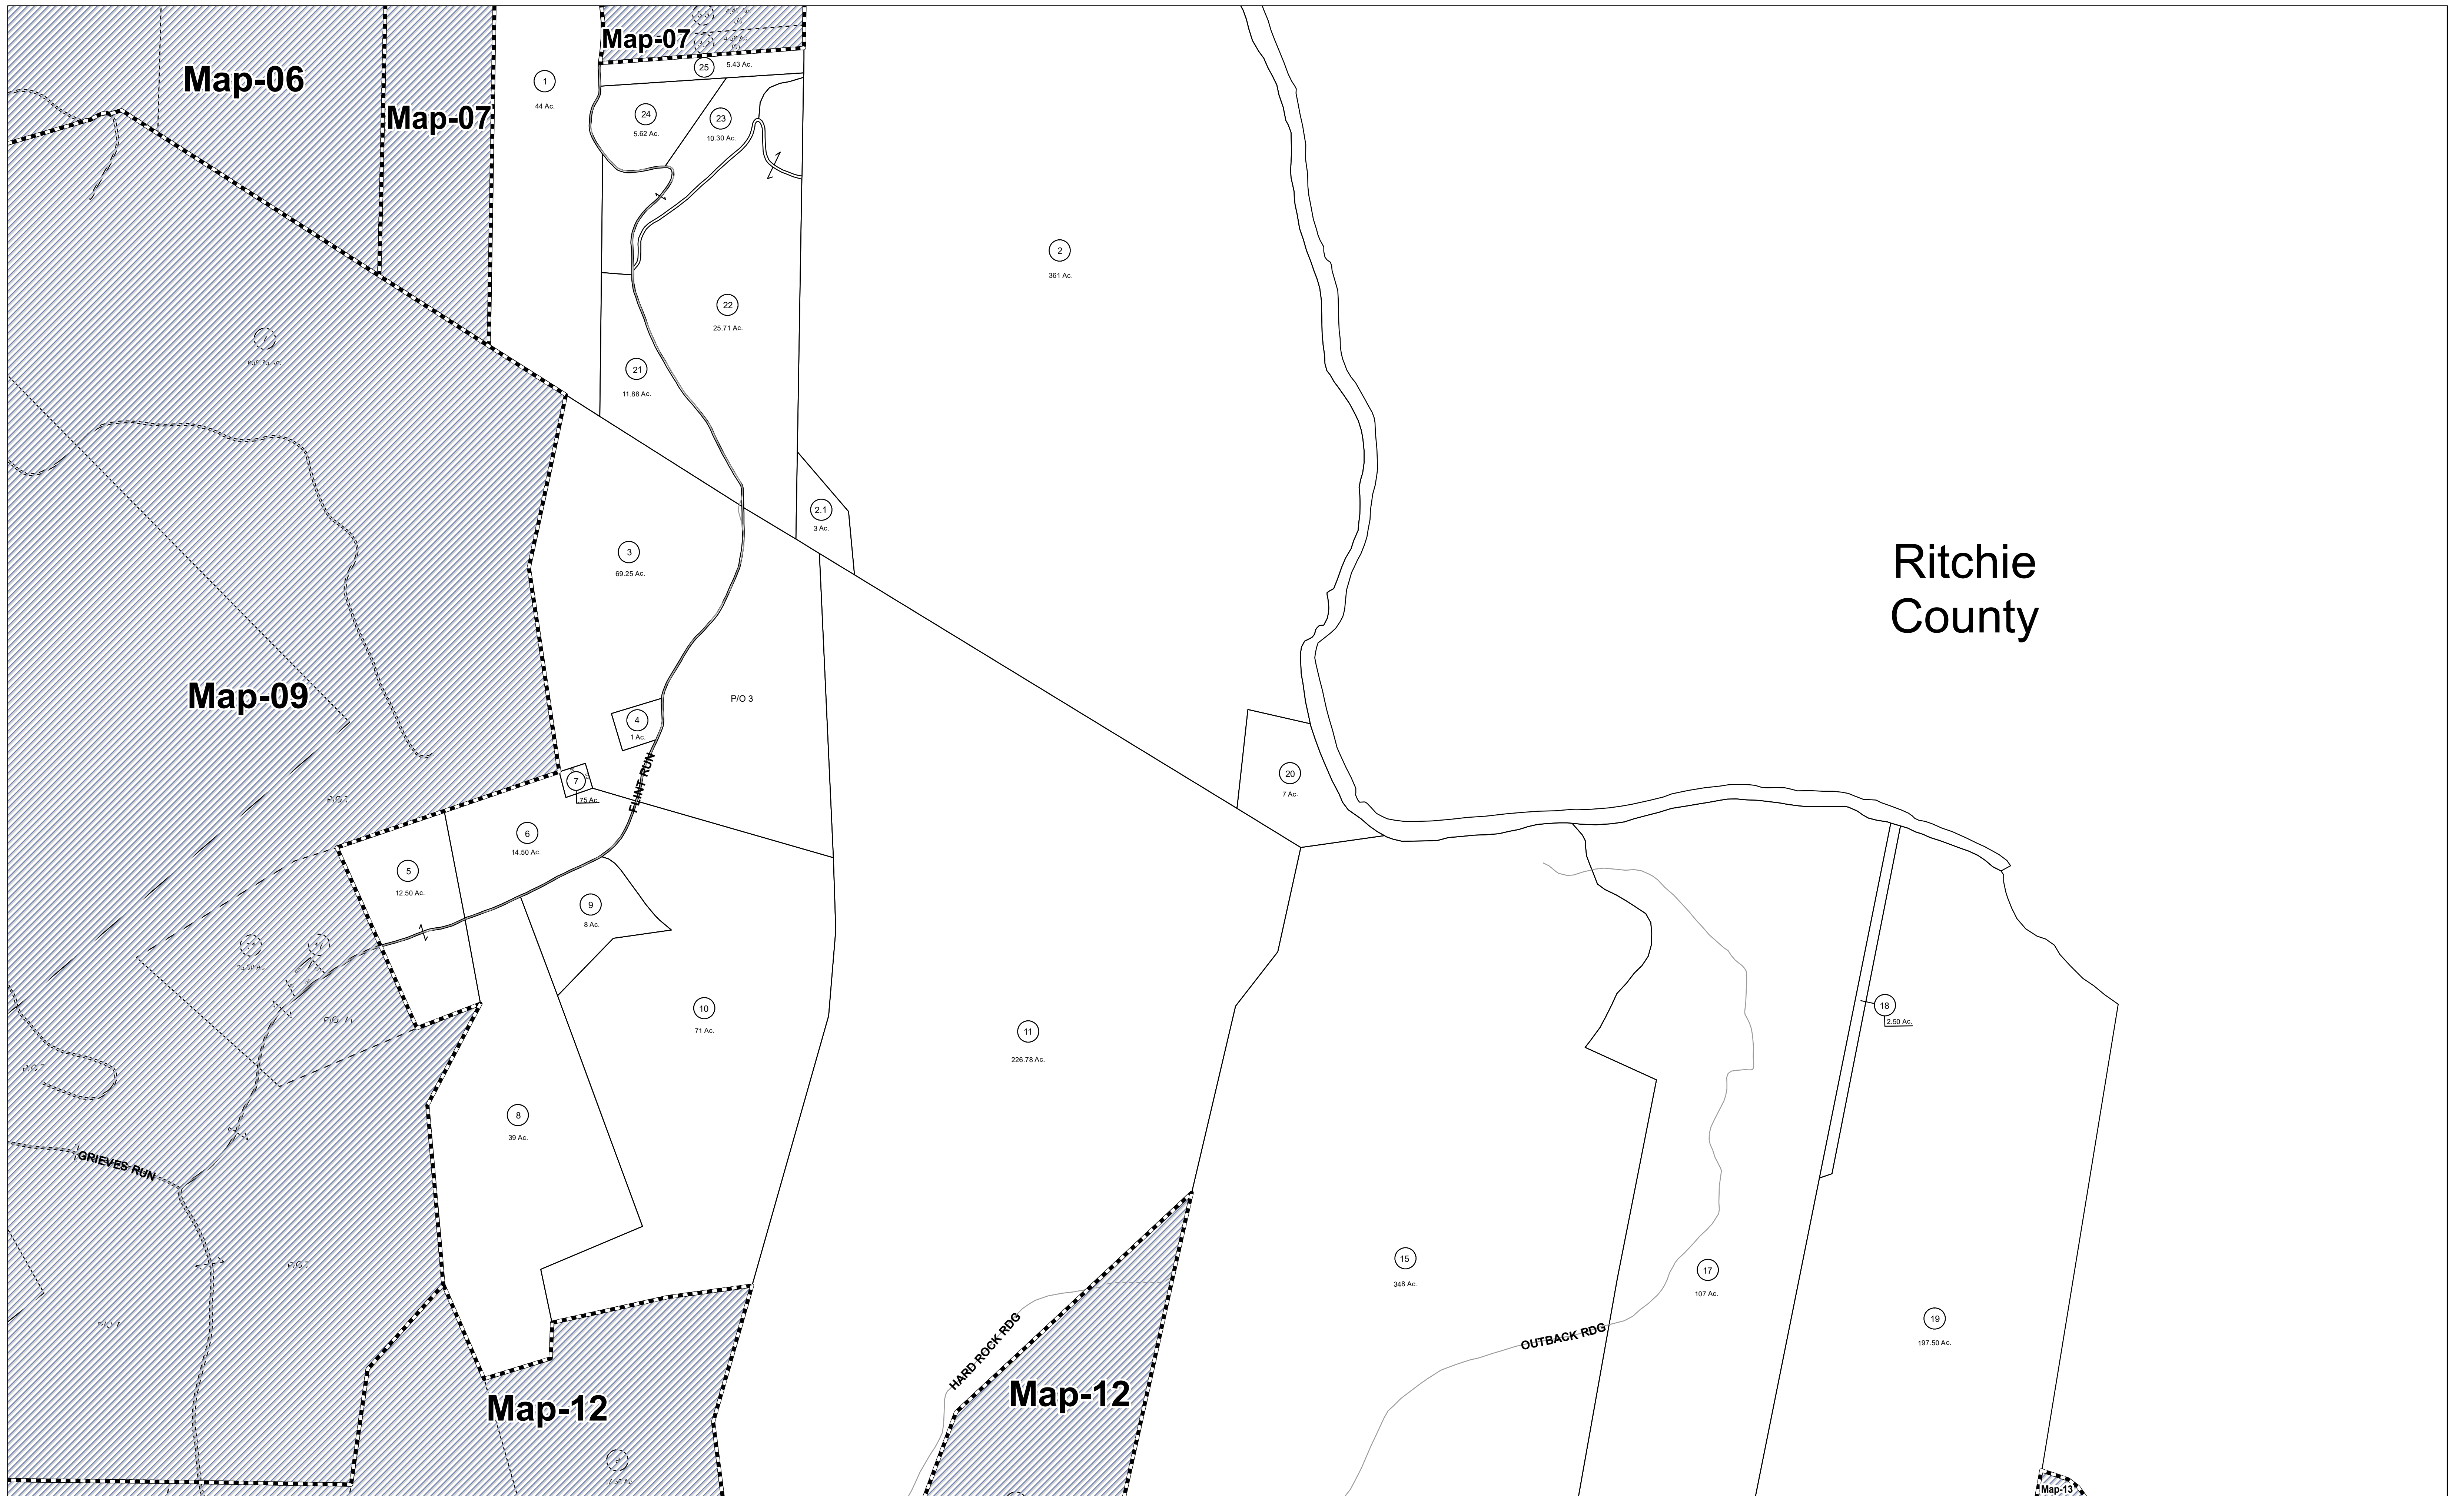 Map-06
Map-07
Map-07
1
44 Ac.
25
5.43 Ac.
24
5.62 Ac.
23
10.30 Ac.
2
361 Ac.
22
25.71 Ac.
21
11.88 Ac.
2.1
3 Ac.
3
69.25 Ac.
Ritchie
County
Map-09
P/O 3
4
1 Ac.
FLINT RUN
7
.75 Ac.
20
7 Ac.
6
14.50 Ac.
5
12.50 Ac.
9
8 Ac.
10
71 Ac.
11
226.78 Ac.
18
2.50 Ac.
8
39 Ac.
GRIEVES RUN
15
348 Ac.
17
107 Ac.
19
197.50 Ac.
HARD ROCK RDG
OUTBACK RDG
Map-12
Map-12
Map-13